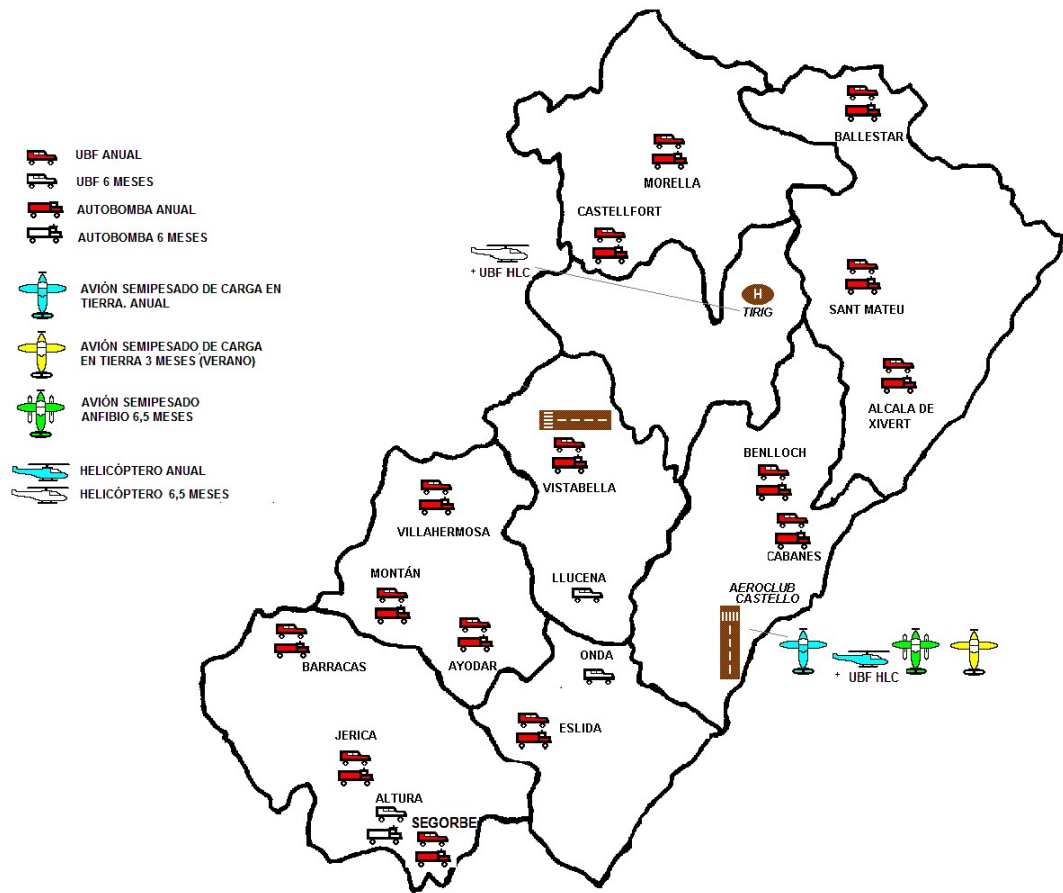 UBF ANUAL
UBF 6 MESES
AUTOBOMBA ANUAL
AUTOBOMBA 6 MESES
AVIÓN SEMIPESADO DE CARGA EN
TIERRA. ANUAL
AVIÓN SEMIPESADO DE CARGA
EN TIERRA 3 MESES (VERANO)
AVIÓN SEMIPESADO
ANFIBIO 6,5 MESES
HELICÓPTERO ANUAL
HELICÓPTERO 6,5 MESES
BALLESTAR
MORELLA
CASTELLFORT
+ UBF HLC
H
TIRIG
SANT MATEU
ALCALA DE
XIVERT
VISTABELLA
BENLLOCH
CABANES
VILLAHERMOSA
LLUCENA
MONTÁN
AEROCLUB
CASTELLO
AYODAR
BARRACAS
ONDA
+ UBF HLC
ESLIDA
JERICA
ALTURA
SEGORBE